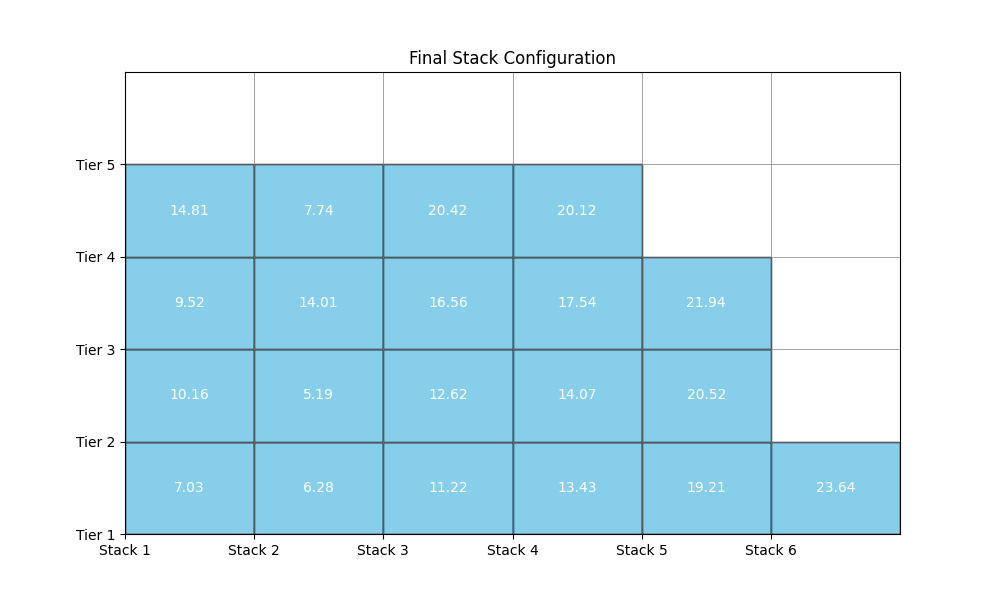 Final Stack Configuration
Tier 5
14.81 7.74 20.42 20.12
Tier 4
9.52 14.01 16.56 17.54 21.94
Tier 3
10.16 5.19 12.62 14.07 20.52
Tier 2
7.03 6.28 11.22 13.43 19.21 23.64
Tier 1
Stack 1 Stack 2 Stack 3 Stack 4 Stack 5 Stack 6